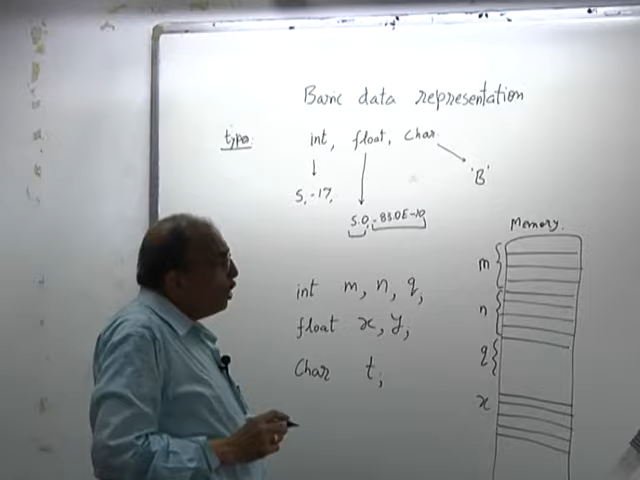 Basic data representation
type int, float, char
'B'
5, -17,
5.0, -83.0E-10
Memory
int m, n, q;
float x, y;
Char t;
m
n
q
x